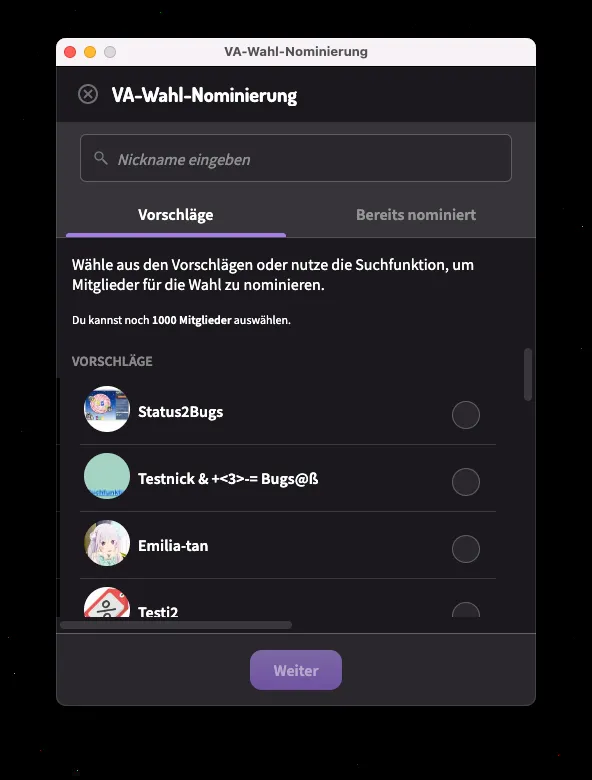 VA-Wahl-Nominierung
VA-Wahl-Nominierung
Nickname eingeben
Vorschläge
Bereits nominiert
Wähle aus den Vorschlägen oder nutze die Suchfunktion, um
Mitglieder für die Wahl zu nominieren.
Du kannst noch 1000 Mitglieder auswählen.
VORSCHLÄGE
Status2Bugs
Testnick & +<3>-= Bugs@ß
Emilia-tan
Testi2
Weiter